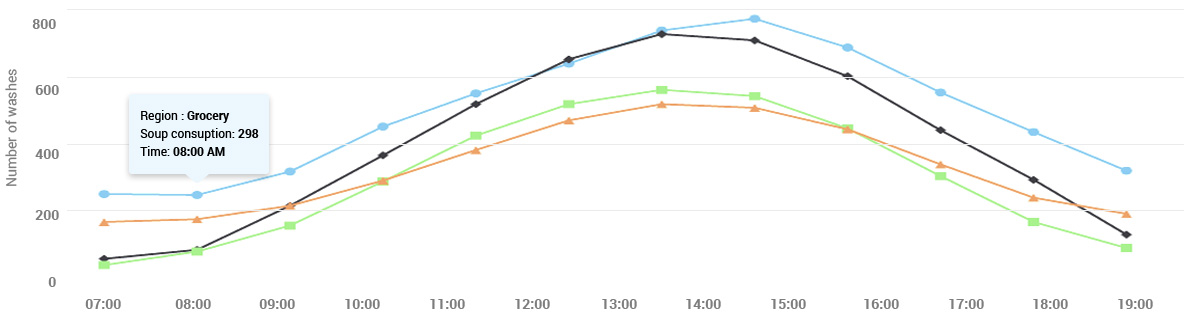 800
600
400
200
0
Number of washes
Region : Grocery
Soup consuption: 298
Time: 08:00 AM
07:00 08:00 09:00 10:00 11:00 12:00 13:00 14:00 15:00 16:00 17:00 18:00 19:00